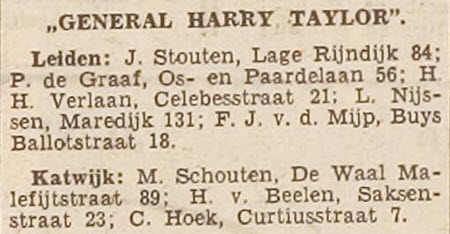 „GENERAL HARRY TAYLOR".
Leiden: J. Stouten, Lage Rijndijk 84;
P. de Graaf, Os- en Paardelaan 56; H.
H. Verlaan, Celebesstraat 21; L. Nijs-
sen, Maredijk 131; F. J. v. d. Mijp, Buys
Ballotstraat 18.
Katwijk: M. Schouten, De Waal Ma-
lefijtstraat 89; H. v. Beelen, Saksen-
straat 23; C. Hoek, Curtiusstraat 7.